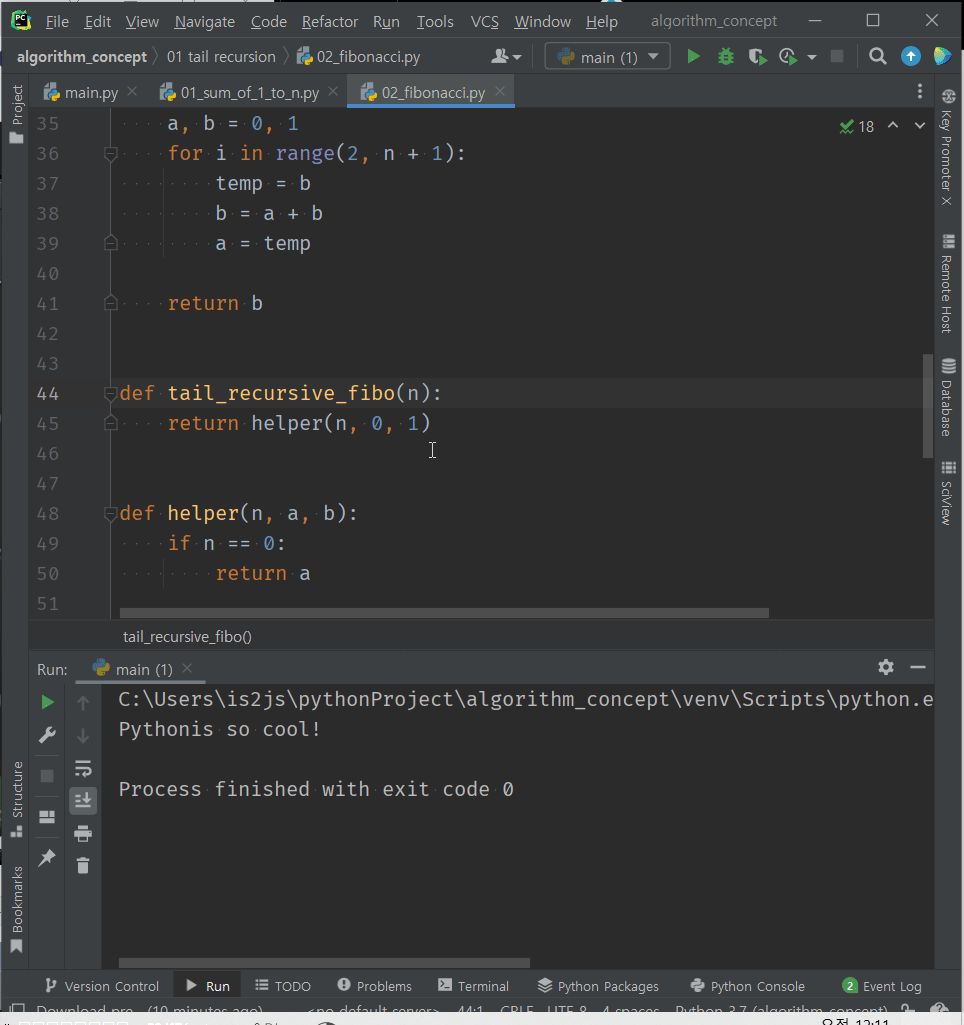 PC File Edit View Navigate Code Refactor Run Tools VCS Window Help algorithm_concept
algorithm_concept 01 tail recursion 02_fibonacci.py main (1)
Project
main.py 01_sum_of_1_to_n.py 02_fibonacci.py
35 a, b = 0, 1
18
36 for i in range(2, n + 1):
37 temp = b
38 b = a + b
39 a = temp
40
41 return b
42
43
44 def tail_recursive_fibo(n):
45 return helper(n, 0, 1)
46
47
48 def helper(n, a, b):
49 if n == 0:
50 return a
51
tail_recursive_fibo()
Key Promoter X
Remote Host
Database
SciView
Run: main (1)
C:\Users\is2js\pythonProject\algorithm_concept\venv\Scripts\python.e
Pythonis so cool!
Process finished with exit code 0
Structure
Bookmarks
Version Control Run TODO Problems Terminal Python Packages Python Console 2 Event Log
Download pre... (10 minutes ago) <no default server> 44:1 CRLF UTF-8 4 spaces Python 3.7 (algorithm_concept)
오전 12:11